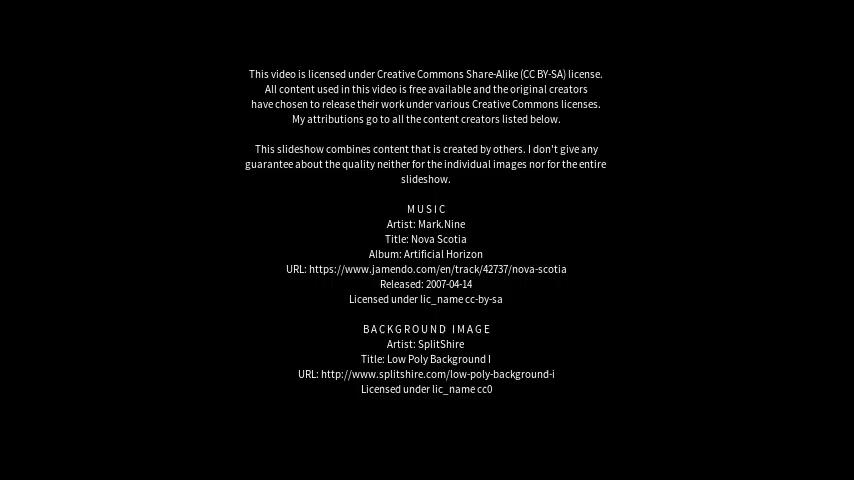 This video is licensed under Creative Commons Share-Alike (CC BY-SA) license.
All content used in this video is free available and the original creators
have chosen to release their work under various Creative Commons licenses.
My attributions go to all the content creators listed below.
This slideshow combines content that is created by others. I don't give any
guarantee about the quality neither for the individual images nor for the entire
slideshow.
MUSIC
Artist: Mark.Nine
Title: Nova Scotia
Album: Artificial Horizon
URL: https://www.jamendo.com/en/track/42737/nova-scotia
Released: 2007-04-14
Licensed under lic_name cc-by-sa
BACKGROUND IMAGE
Artist: SplitShire
Title: Low Poly Background I
URL: http://www.splitshire.com/low-poly-background-i
Licensed under lic_name cc0